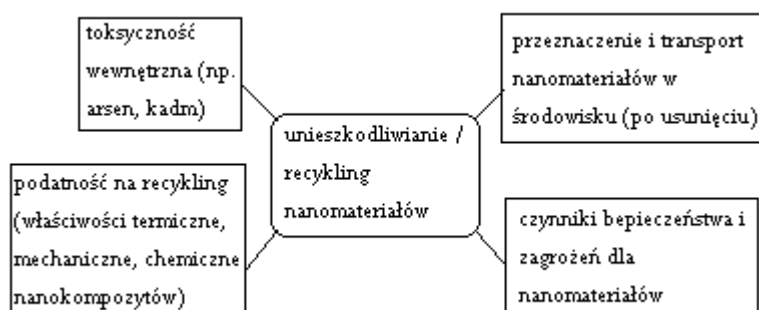 toksyczność
wewnętrzna (np.
arsen, kadm)
przeznaczenie i transport
nanomateriałów w
środowisku (po usunięciu)
unieszkodliwianie /
recykling
nanomateriałów
podatność na recykling
(właściwości termiczne,
mechaniczne, chemiczne
nanokompozytów)
czynniki bepieczeństwa i
zagrożeń dla
nanomateriałów